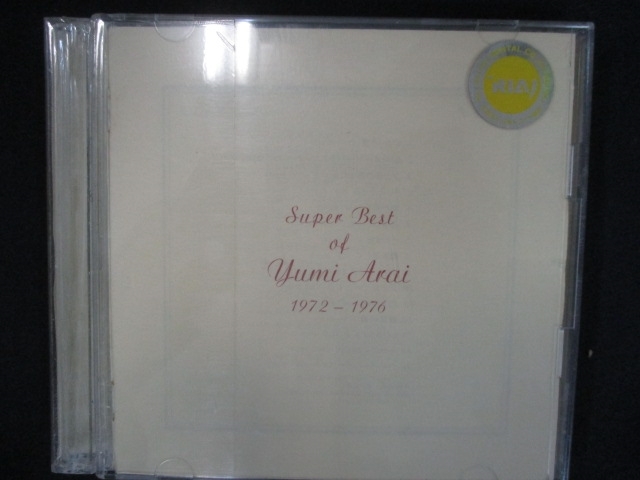 Super Best
of
Yumi Arai
1972 – 1976